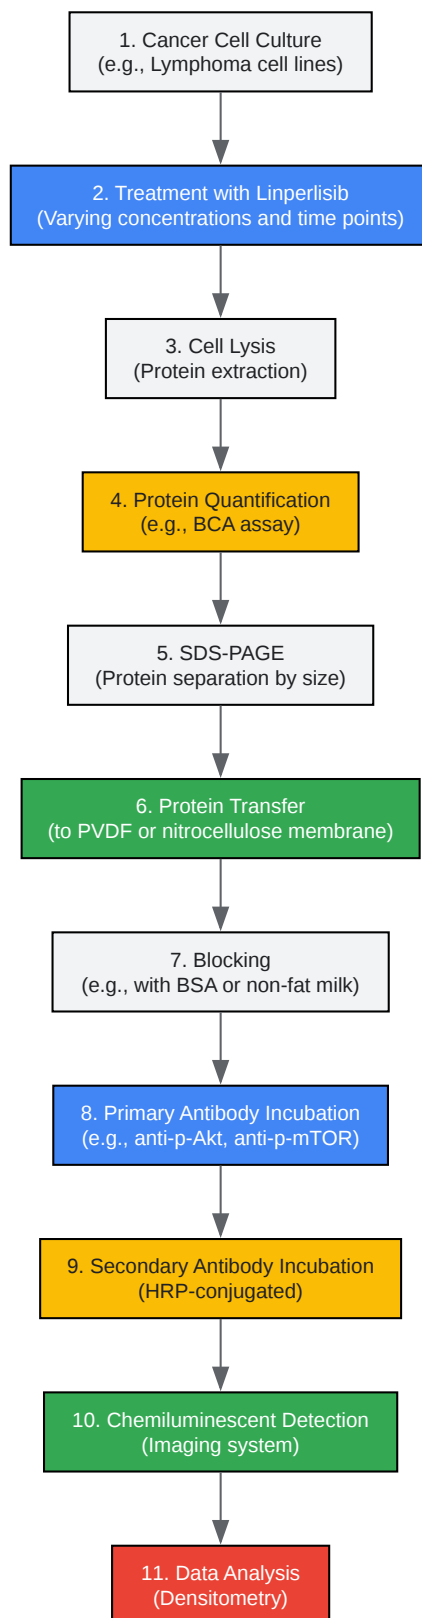 1. Cancer Cell Culture
(e.g., Lymphoma cell lines)
2. Treatment with Linperlisib
(Varying concentrations and time points)
3. Cell Lysis
(Protein extraction)
4. Protein Quantification
(e.g., BCA assay)
5. SDS-PAGE
(Protein separation by size)
6. Protein Transfer
(to PVDF or nitrocellulose membrane)
7. Blocking
(e.g., with BSA or non-fat milk)
8. Primary Antibody Incubation
(e.g., anti-p-Akt, anti-p-mTOR)
9. Secondary Antibody Incubation
(HRP-conjugated)
10. Chemiluminescent Detection
(Imaging system)
11. Data Analysis
(Densitometry)